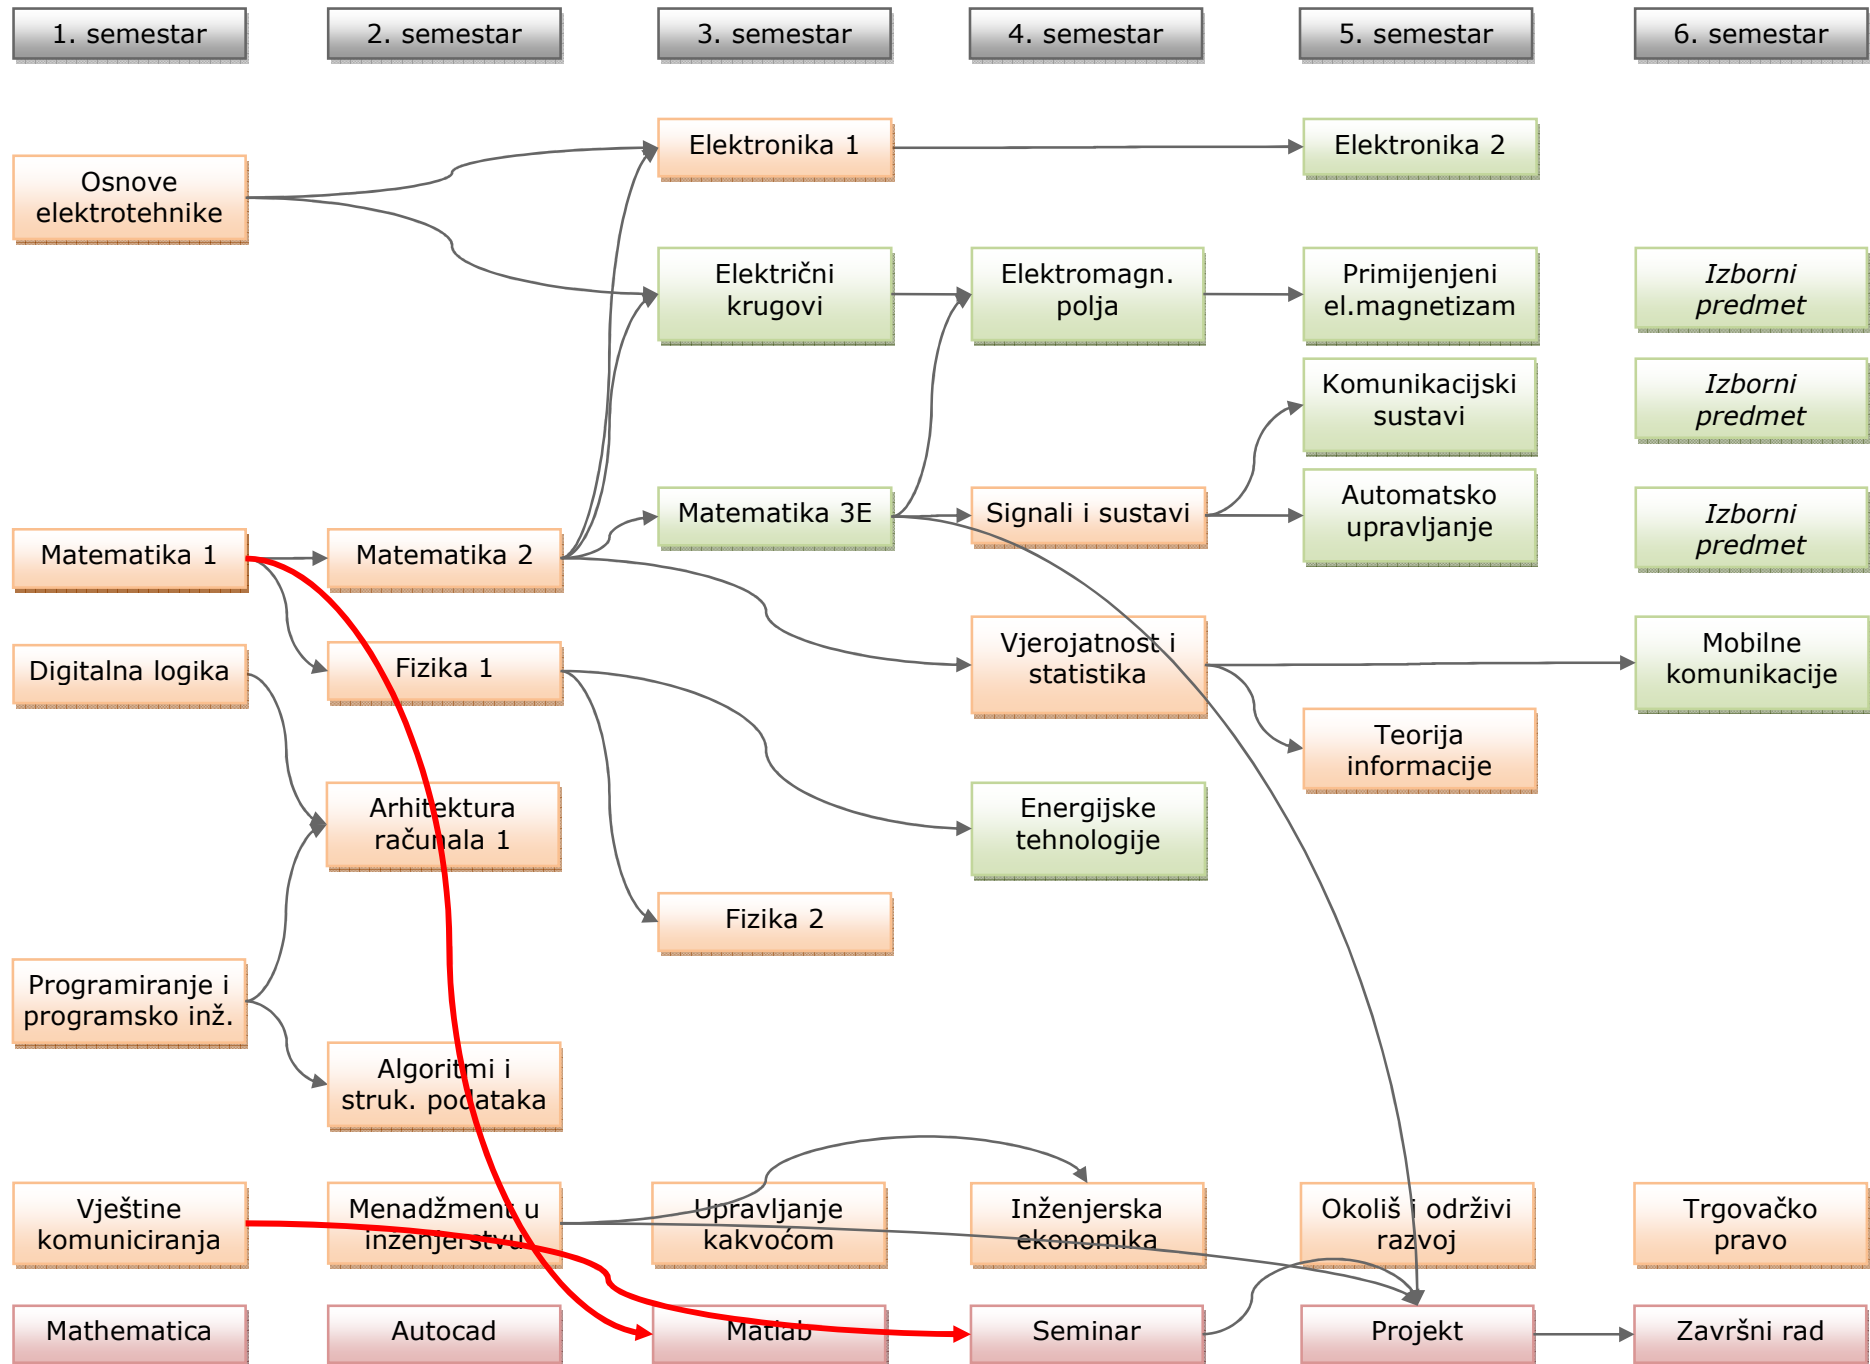 1. semestar
2. semestar
3. semestar
4. semestar
5. semestar
6. semestar
Elektronika 1
Elektronika 2
Osnove
elektrotehnike
Električni
krugovi
Elektromagn.
polja
Primijenjeni
el.magnetizam
Izborni
predmet
Komunikacijski
sustavi
Izborni
predmet
Matematika 3E
Signali i sustavi
Automatsko
upravljanje
Izborni
predmet
Matematika 1
Matematika 2
Digitalna logika
Fizika 1
Vjerojatnost i
statistika
Mobilne
komunikacije
Teorija
informacije
Arhitektura
računala 1
Energijske
tehnologije
Fizika 2
Programiranje i
programsko inž.
Algoritmi i
struk. podataka
Vještine
komuniciranja
Menadžment u
inženjerstvu
Upravljanje
kakvoćom
Inženjerska
ekonomika
Okoliš i održivi
razvoj
Trgovačko
pravo
Mathematica
Autocad
Matlab
Seminar
Projekt
Završni rad